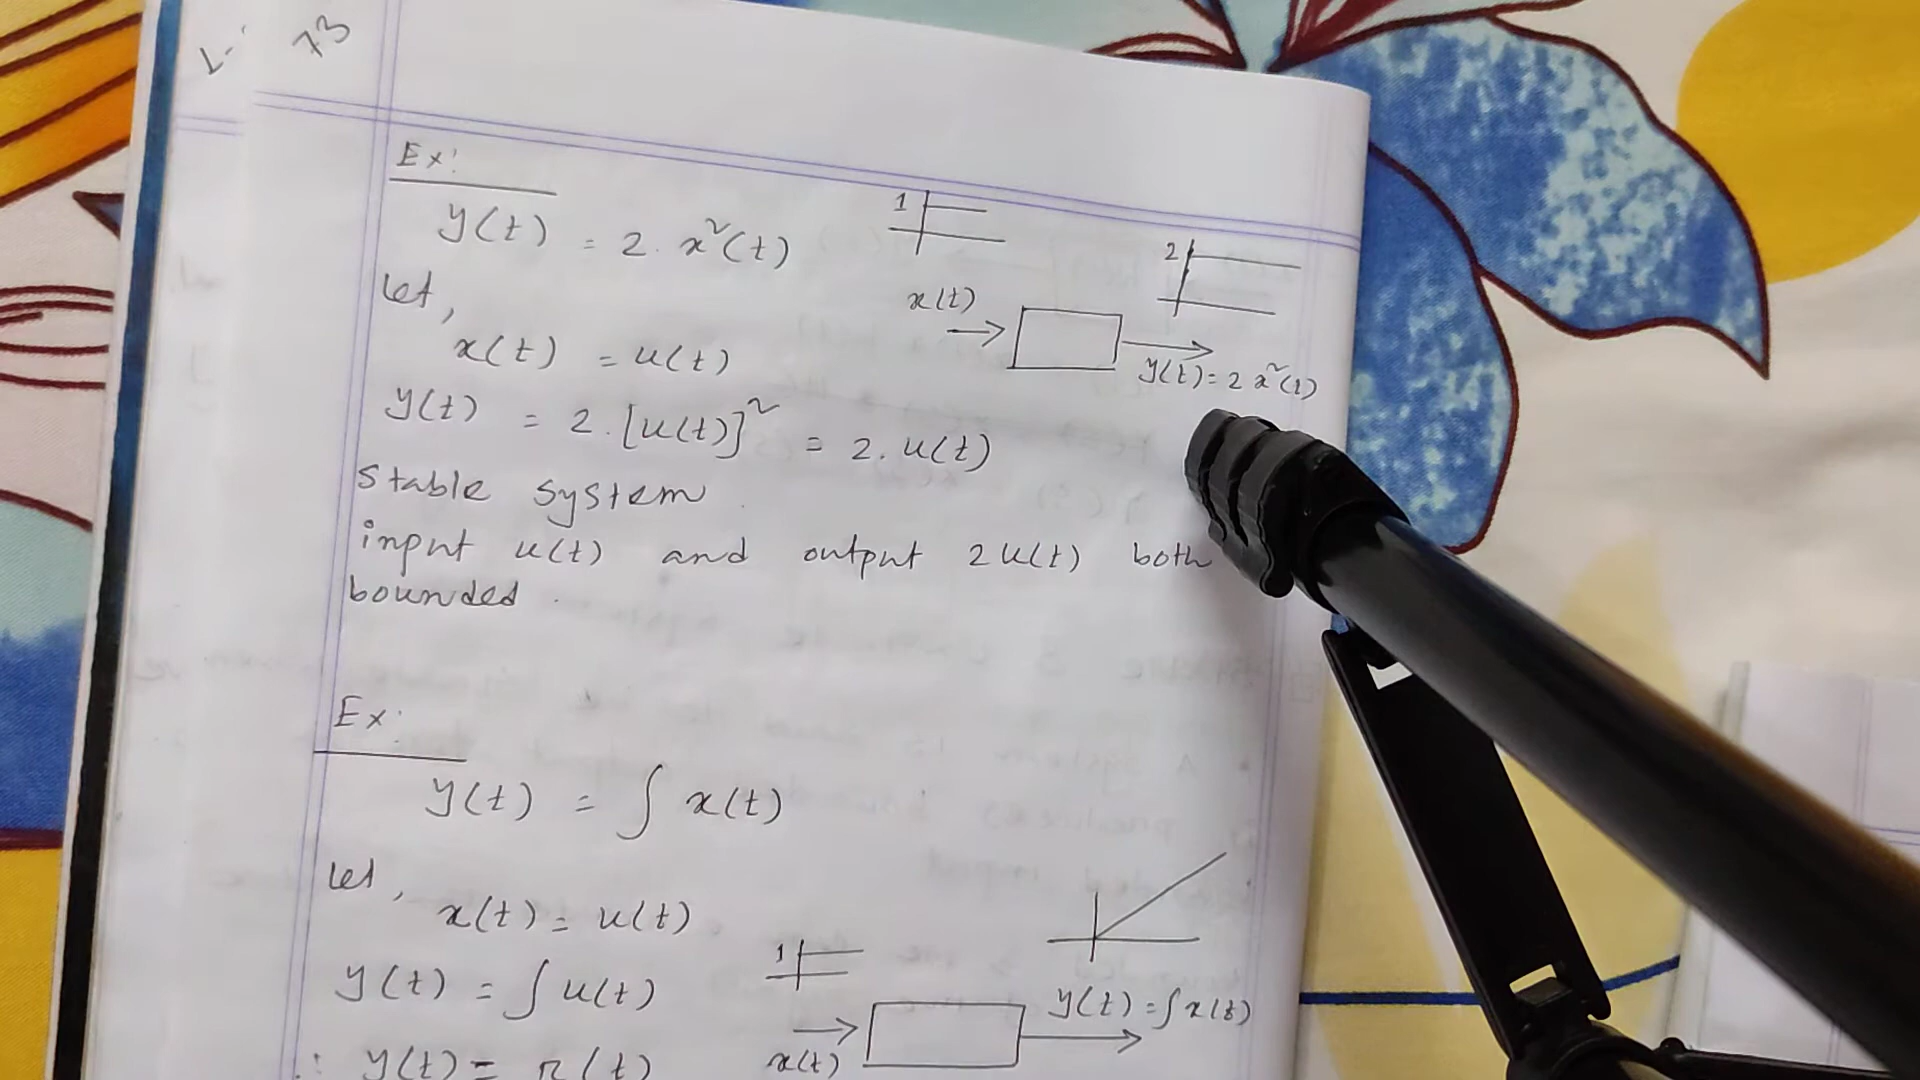 L- 73
Ex:
y(t) = 2. x²(t)
1
2
let,
x(t)
x(t) = u(t)
y(t) = 2 x²(t)
y(t) = 2. [u(t)]² = 2. u(t)
Stable system.
input u(t) and output 2u(t) both
bounded.
Ex:
y(t) = ∫ x(t)
let,
x(t) = u(t)
1
y(t) = ∫ u(t)
y(t) = ∫ x(t)
x(t)
∴ y(t) = r(t)